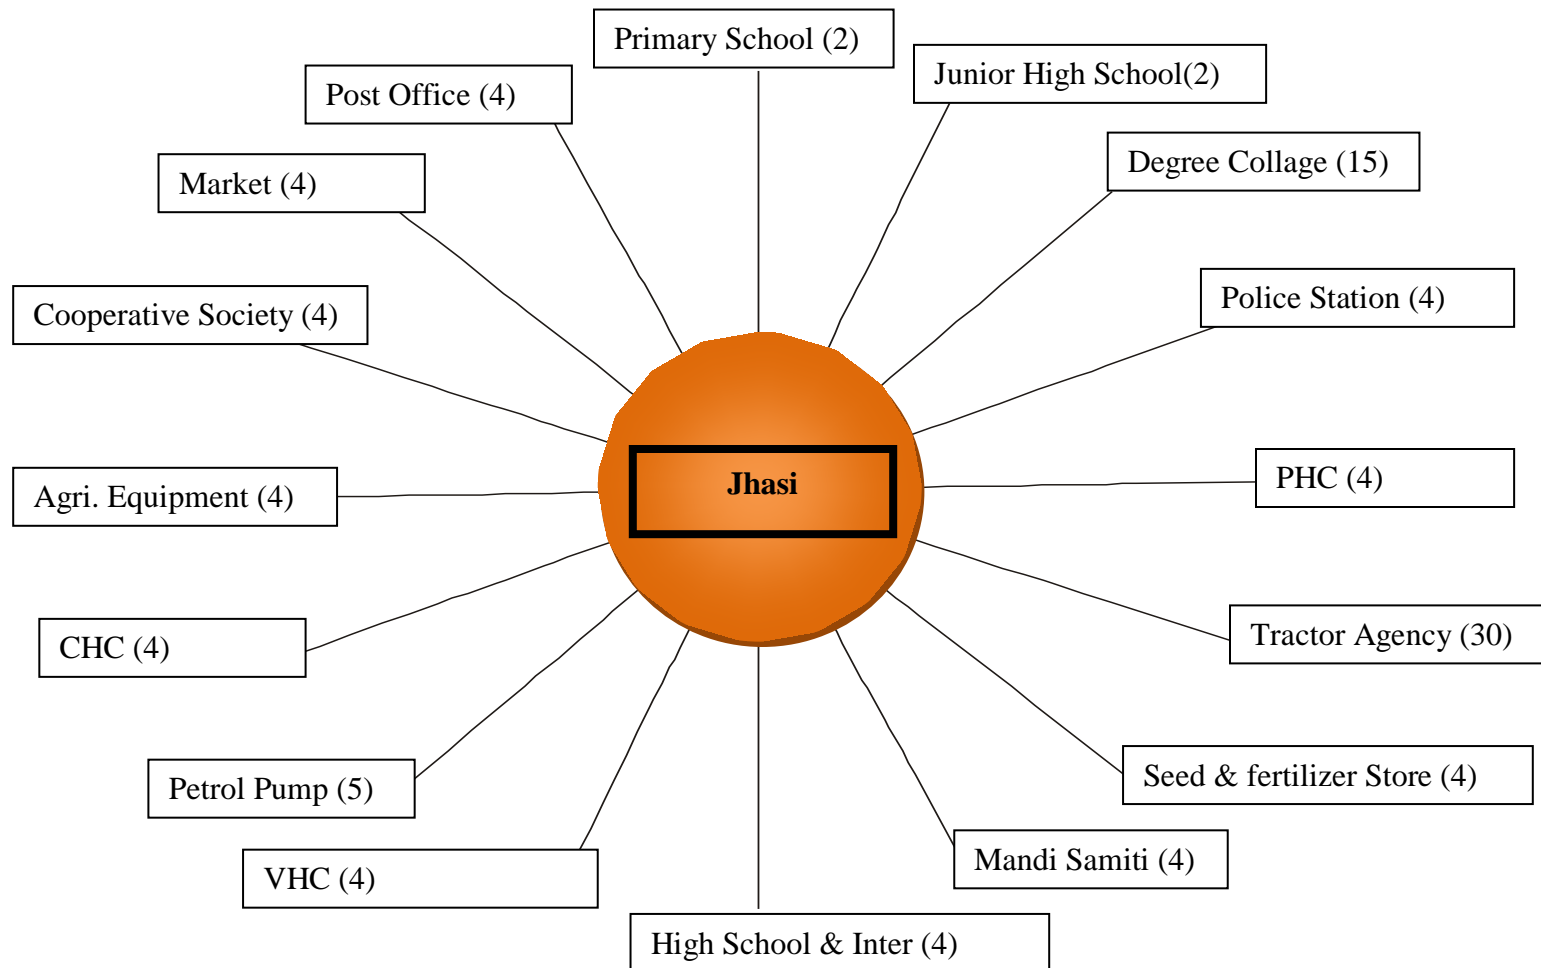 Primary School (2)
Junior High School(2)
Post Office (4)
Degree Collage (15)
Market (4)
Police Station (4)
Cooperative Society (4)
Jhasi
PHC (4)
Agri. Equipment (4)
Tractor Agency (30)
CHC (4)
Seed & fertilizer Store (4)
Petrol Pump (5)
Mandi Samiti (4)
VHC (4)
High School & Inter (4)